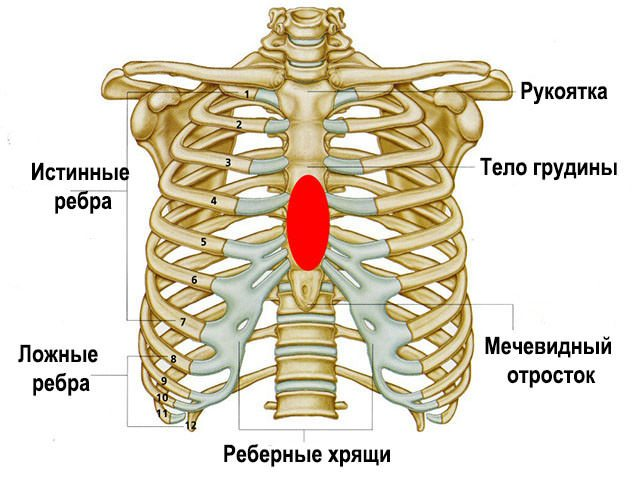 Рукоятка
Тело грудины
Истинные
ребра
Мечевидный
отросток
Ложные
ребра
Реберные хрящи
1
2
3
4
5
6
7
8
9
10
11
12